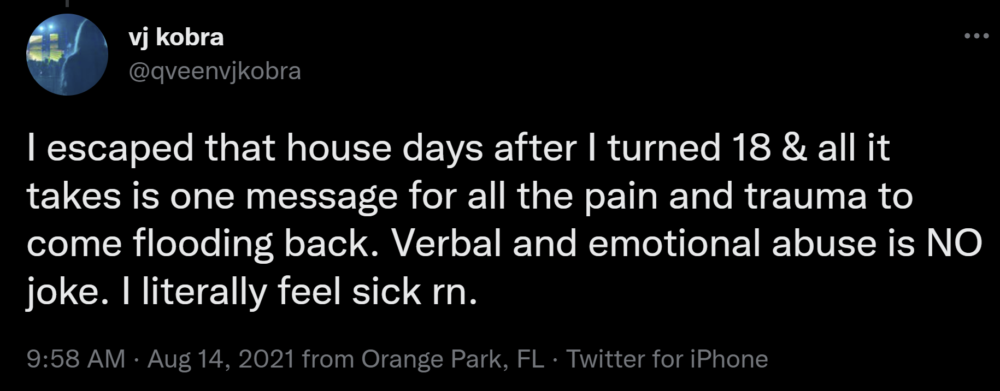 vj kobra
@qveenvjkobra
I escaped that house days after I turned 18 & all it
takes is one message for all the pain and trauma to
come flooding back. Verbal and emotional abuse is NO
joke. I literally feel sick rn.
9:58 AM · Aug 14, 2021 from Orange Park, FL · Twitter for iPhone